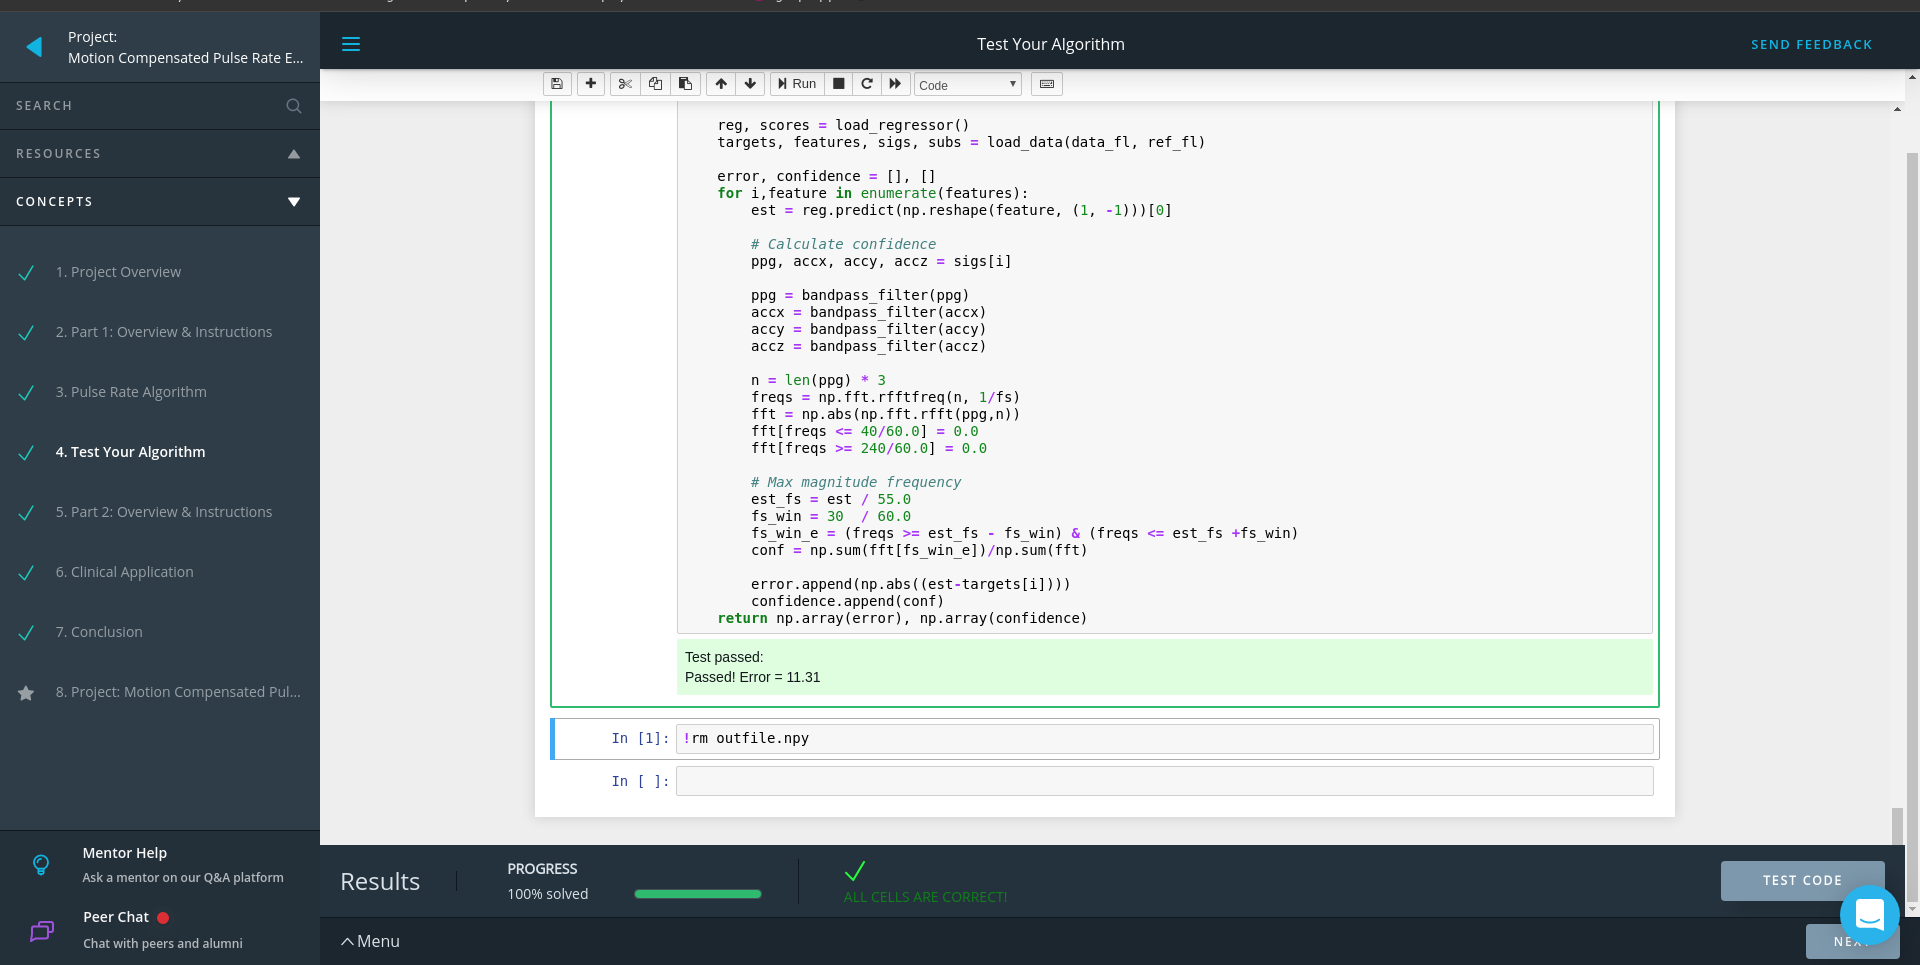 Project:
Motion Compensated Pulse Rate E...
Test Your Algorithm
SEND FEEDBACK
SEARCH
RESOURCES
CONCEPTS
1. Project Overview
2. Part 1: Overview & Instructions
3. Pulse Rate Algorithm
4. Test Your Algorithm
5. Part 2: Overview & Instructions
6. Clinical Application
7. Conclusion
8. Project: Motion Compensated Pul...
Mentor Help
Ask a mentor on our Q&A platform
Peer Chat
Chat with peers and alumni
Run
Code
reg, scores = load_regressor()
targets, features, sigs, subs = load_data(data_fl, ref_fl)
error, confidence = [], []
for i,feature in enumerate(features):
est = reg.predict(np.reshape(feature, (1, -1)))[0]
# Calculate confidence
ppg, accx, accy, accz = sigs[i]
ppg = bandpass_filter(ppg)
accx = bandpass_filter(accx)
accy = bandpass_filter(accy)
accz = bandpass_filter(accz)
n = len(ppg) * 3
freqs = np.fft.rfftfreq(n, 1/fs)
fft = np.abs(np.fft.rfft(ppg,n))
fft[freqs <= 40/60.0] = 0.0
fft[freqs >= 240/60.0] = 0.0
# Max magnitude frequency
est_fs = est / 55.0
fs_win = 30  / 60.0
fs_win_e = (freqs >= est_fs - fs_win) & (freqs <= est_fs +fs_win)
conf = np.sum(fft[fs_win_e])/np.sum(fft)
error.append(np.abs((est-targets[i])))
confidence.append(conf)
return np.array(error), np.array(confidence)
Test passed:
Passed! Error = 11.31
In [1]: !rm outfile.npy
In [ ]:
Results
PROGRESS
100% solved
ALL CELLS ARE CORRECT!
TEST CODE
Menu